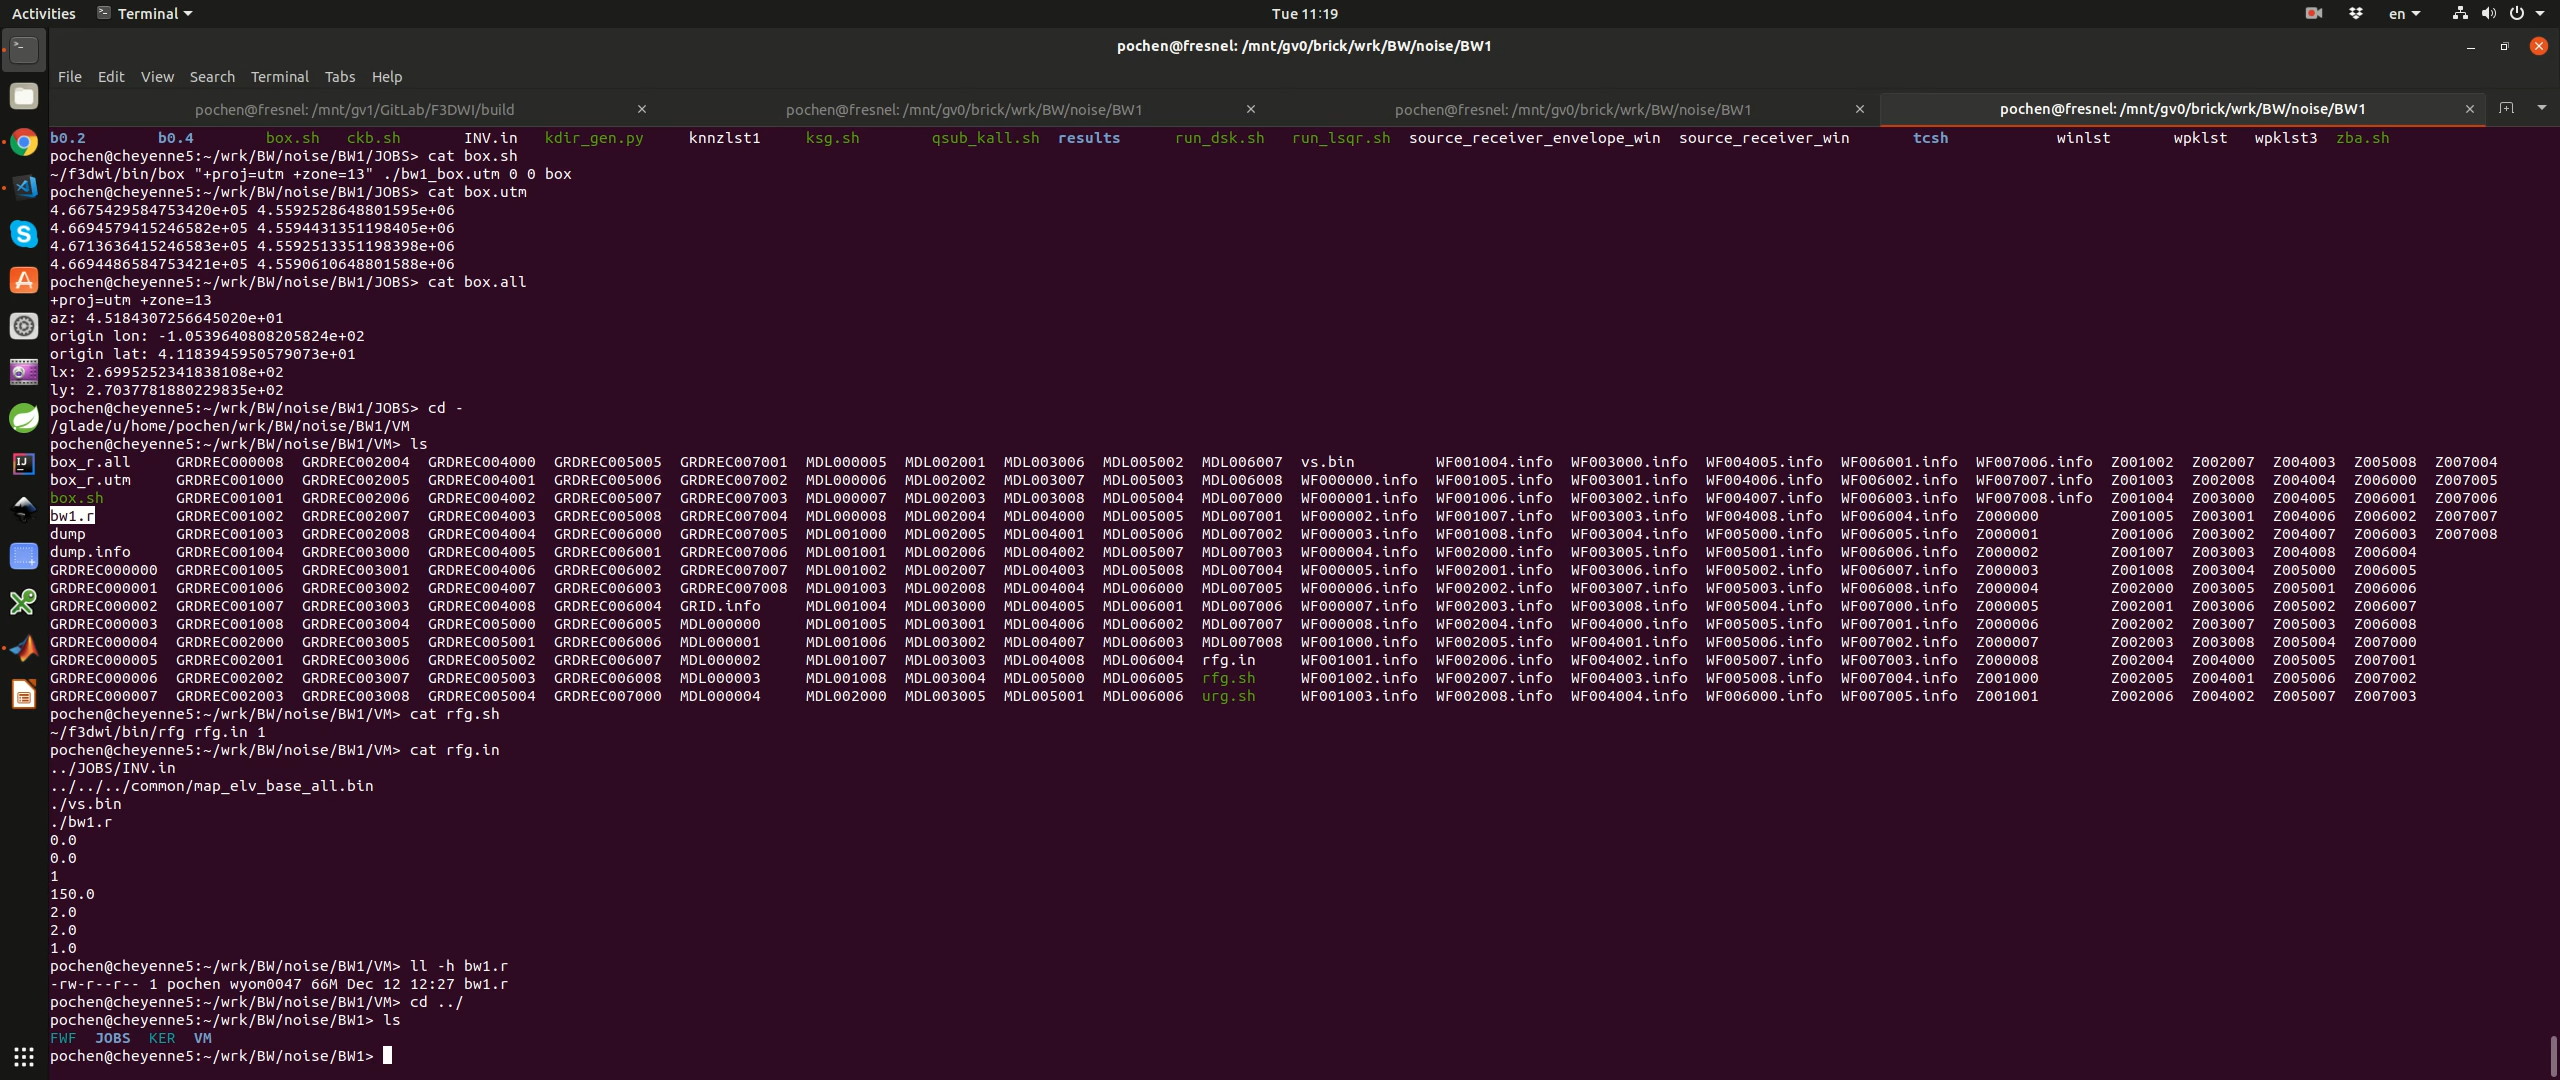 Activities Terminal Tue 11:19 en
pochen@fresnel: /mnt/gv0/brick/wrk/BW/noise/BW1
File Edit View Search Terminal Tabs Help
pochen@fresnel: /mnt/gv1/GitLab/F3DWI/build pochen@fresnel: /mnt/gv0/brick/wrk/BW/noise/BW1 pochen@fresnel: /mnt/gv0/brick/wrk/BW/noise/BW1 pochen@fresnel: /mnt/gv0/brick/wrk/BW/noise/BW1
b0.2 b0.4 box.sh ckb.sh INV.in kdir_gen.py knnzlst1 ksg.sh qsub_kall.sh results run_dsk.sh run_lsqr.sh source_receiver_envelope_win source_receiver_win tcsh winlst wpklst wpklst3 zba.sh
pochen@cheyenne5:~/wrk/BW/noise/BW1/JOBS> cat box.sh
~/f3dwi/bin/box "+proj=utm +zone=13" ./bw1_box.utm 0 0 box
pochen@cheyenne5:~/wrk/BW/noise/BW1/JOBS> cat box.utm
4.6675429584753420e+05 4.5592528648801595e+06
4.6694579415246582e+05 4.5594431351198405e+06
4.6713636415246583e+05 4.5592513351198398e+06
4.6694486584753421e+05 4.5590610648801588e+06
pochen@cheyenne5:~/wrk/BW/noise/BW1/JOBS> cat box.all
+proj=utm +zone=13
az: 4.5184307256645020e+01
origin lon: -1.0539640808205824e+02
origin lat: 4.1183945950579073e+01
lx: 2.6995252341838108e+02
ly: 2.7037781880229835e+02
pochen@cheyenne5:~/wrk/BW/noise/BW1/JOBS> cd -
/glade/u/home/pochen/wrk/BW/noise/BW1/VM
pochen@cheyenne5:~/wrk/BW/noise/BW1/VM> ls
box_r.all GRDREC000008 GRDREC002004 GRDREC004000 GRDREC005005 GRDREC007001 MDL000005 MDL002001 MDL003006 MDL005002 MDL006007 vs.bin WF001004.info WF003000.info WF004005.info WF006001.info WF007006.info Z001002 Z002007 Z004003 Z005008 Z007004
box_r.utm GRDREC001000 GRDREC002005 GRDREC004001 GRDREC005006 GRDREC007002 MDL000006 MDL002002 MDL003007 MDL005003 MDL006008 WF000000.info WF001005.info WF003001.info WF004006.info WF006002.info WF007007.info Z001003 Z002008 Z004004 Z006000 Z007005
box.sh GRDREC001001 GRDREC002006 GRDREC004002 GRDREC005007 GRDREC007003 MDL000007 MDL002003 MDL003008 MDL005004 MDL007000 WF000001.info WF001006.info WF003002.info WF004007.info WF006003.info WF007008.info Z001004 Z003000 Z004005 Z006001 Z007006
bw1.r GRDREC001002 GRDREC002007 GRDREC004003 GRDREC005008 GRDREC007004 MDL000008 MDL002004 MDL004000 MDL005005 MDL007001 WF000002.info WF001007.info WF003003.info WF004008.info WF006004.info Z000000 Z001005 Z003001 Z004006 Z006002 Z007007
dump GRDREC001003 GRDREC002008 GRDREC004004 GRDREC006000 GRDREC007005 MDL001000 MDL002005 MDL004001 MDL005006 MDL007002 WF000003.info WF001008.info WF003004.info WF005000.info WF006005.info Z000001 Z001006 Z003002 Z004007 Z006003 Z007008
dump.info GRDREC001004 GRDREC003000 GRDREC004005 GRDREC006001 GRDREC007006 MDL001001 MDL002006 MDL004002 MDL005007 MDL007003 WF000004.info WF002000.info WF003005.info WF005001.info WF006006.info Z000002 Z001007 Z003003 Z004008 Z006004
GRDREC000000 GRDREC001005 GRDREC003001 GRDREC004006 GRDREC006002 GRDREC007007 MDL001002 MDL002007 MDL004003 MDL005008 MDL007004 WF000005.info WF002001.info WF003006.info WF005002.info WF006007.info Z000003 Z001008 Z003004 Z005000 Z006005
GRDREC000001 GRDREC001006 GRDREC003002 GRDREC004007 GRDREC006003 GRDREC007008 MDL001003 MDL002008 MDL004004 MDL006000 MDL007005 WF000006.info WF002002.info WF003007.info WF005003.info WF006008.info Z000004 Z002000 Z003005 Z005001 Z006006
GRDREC000002 GRDREC001007 GRDREC003003 GRDREC004008 GRDREC006004 GRID.info MDL001004 MDL003000 MDL004005 MDL006001 MDL007006 WF000007.info WF002003.info WF003008.info WF005004.info WF007000.info Z000005 Z002001 Z003006 Z005002 Z006007
GRDREC000003 GRDREC001008 GRDREC003004 GRDREC005000 GRDREC006005 MDL000000 MDL001005 MDL003001 MDL004006 MDL006002 MDL007007 WF000008.info WF002004.info WF004000.info WF005005.info WF007001.info Z000006 Z002002 Z003007 Z005003 Z006008
GRDREC000004 GRDREC002000 GRDREC003005 GRDREC005001 GRDREC006006 MDL000001 MDL001006 MDL003002 MDL004007 MDL006003 MDL007008 WF001000.info WF002005.info WF004001.info WF005006.info WF007002.info Z000007 Z002003 Z003008 Z005004 Z007000
GRDREC000005 GRDREC002001 GRDREC003006 GRDREC005002 GRDREC006007 MDL000002 MDL001007 MDL003003 MDL004008 MDL006004 rfg.in WF001001.info WF002006.info WF004002.info WF005007.info WF007003.info Z000008 Z002004 Z004000 Z005005 Z007001
GRDREC000006 GRDREC002002 GRDREC003007 GRDREC005003 GRDREC006008 MDL000003 MDL001008 MDL003004 MDL005000 MDL006005 rfg.sh WF001002.info WF002007.info WF004003.info WF005008.info WF007004.info Z001000 Z002005 Z004001 Z005006 Z007002
GRDREC000007 GRDREC002003 GRDREC003008 GRDREC005004 GRDREC007000 MDL000004 MDL002000 MDL003005 MDL005001 MDL006006 urg.sh WF001003.info WF002008.info WF004004.info WF006000.info WF007005.info Z001001 Z002006 Z004002 Z005007 Z007003
pochen@cheyenne5:~/wrk/BW/noise/BW1/VM> cat rfg.sh
~/f3dwi/bin/rfg rfg.in 1
pochen@cheyenne5:~/wrk/BW/noise/BW1/VM> cat rfg.in
../JOBS/INV.in
../../../common/map_elv_base_all.bin
./vs.bin
./bw1.r
0.0
0.0
1
150.0
2.0
2.0
1.0
pochen@cheyenne5:~/wrk/BW/noise/BW1/VM> ll -h bw1.r
-rw-r--r-- 1 pochen wyom0047 66M Dec 12 12:27 bw1.r
pochen@cheyenne5:~/wrk/BW/noise/BW1/VM> cd ../
pochen@cheyenne5:~/wrk/BW/noise/BW1> ls
FWF JOBS KER VM
pochen@cheyenne5:~/wrk/BW/noise/BW1>